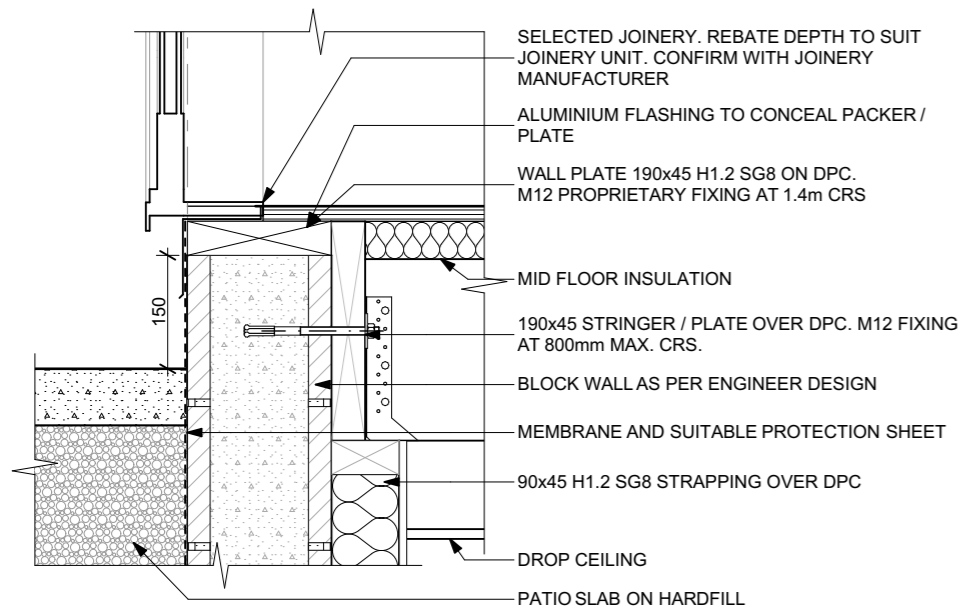 SELECTED JOINERY. REBATE DEPTH TO SUIT
JOINERY UNIT. CONFIRM WITH JOINERY
MANUFACTURER
ALUMINIUM FLASHING TO CONCEAL PACKER /
PLATE
WALL PLATE 190x45 H1.2 SG8 ON DPC.
M12 PROPRIETARY FIXING AT 1.4m CRS
MID FLOOR INSULATION
150
190x45 STRINGER / PLATE OVER DPC. M12 FIXING
AT 800mm MAX. CRS.
BLOCK WALL AS PER ENGINEER DESIGN
MEMBRANE AND SUITABLE PROTECTION SHEET
90x45 H1.2 SG8 STRAPPING OVER DPC
DROP CEILING
PATIO SLAB ON HARDFILL